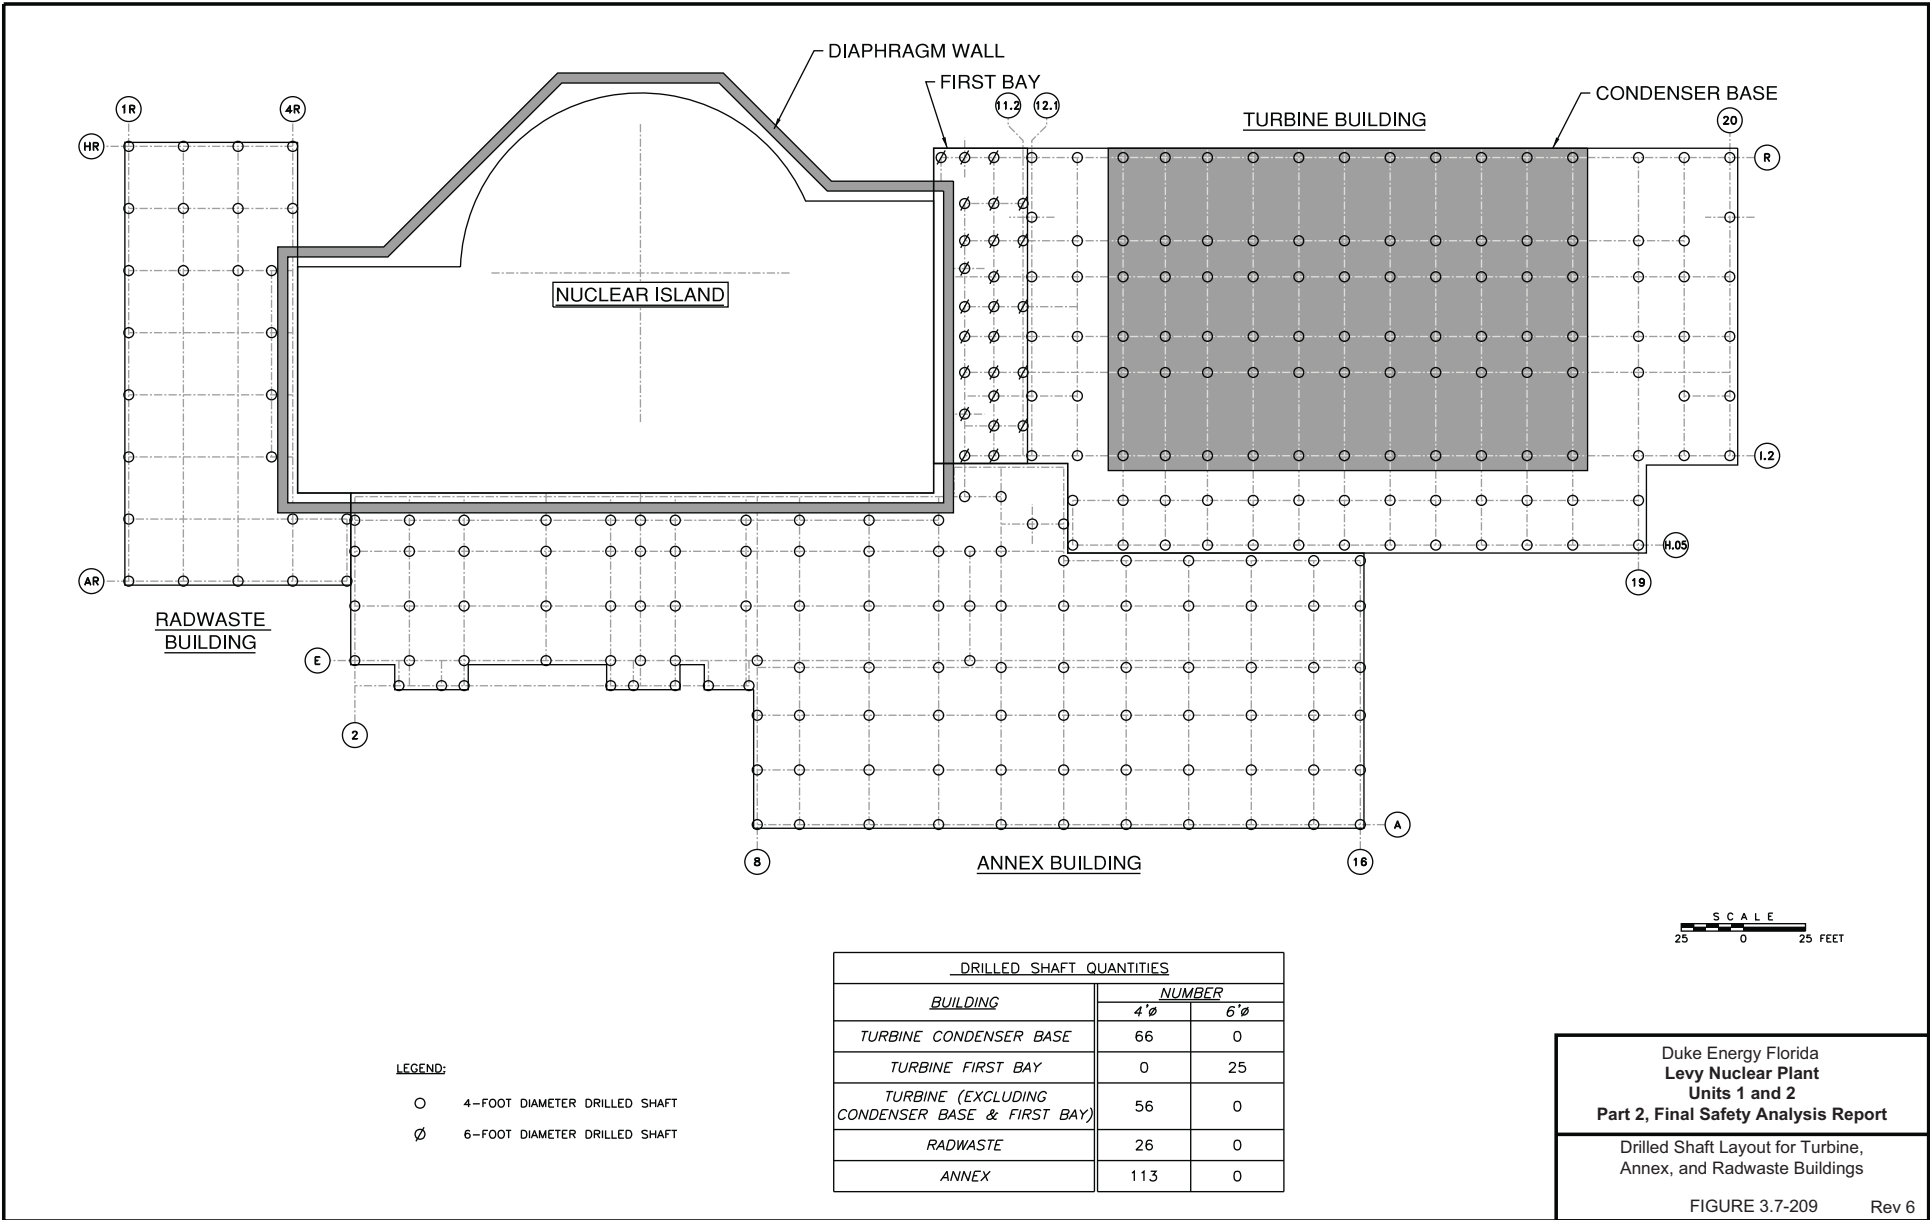 DIAPHRAGM WALL
FIRST BAY
CONDENSER BASE
1R
4R
11.2
12.1
TURBINE BUILDING
20
HR
R
NUCLEAR ISLAND
I.2
H.05
AR
19
RADWASTE
BUILDING
E
2
A
8
ANNEX BUILDING
16
SCALE
25 0 25 FEET
DRILLED SHAFT QUANTITIES
BUILDING NUMBER
4'ø 6'ø
TURBINE CONDENSER BASE 66 0
TURBINE FIRST BAY 0 25
TURBINE (EXCLUDING
CONDENSER BASE & FIRST BAY) 56 0
RADWASTE 26 0
ANNEX 113 0
LEGEND:
4-FOOT DIAMETER DRILLED SHAFT
6-FOOT DIAMETER DRILLED SHAFT
Duke Energy Florida
Levy Nuclear Plant
Units 1 and 2
Part 2, Final Safety Analysis Report
Drilled Shaft Layout for Turbine,
Annex, and Radwaste Buildings
FIGURE 3.7-209 Rev 6